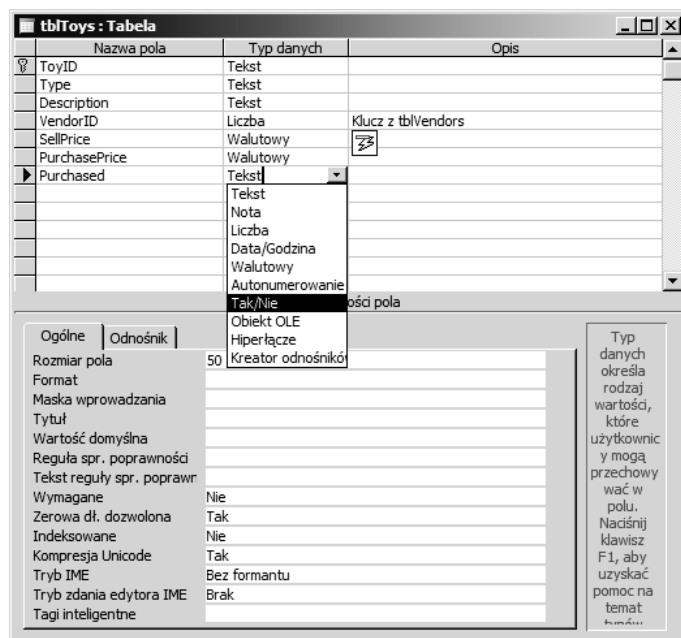 tblToys : Tabela
Nazwa pola Typ danych Opis
ToyID Tekst
Type Tekst
Description Tekst
VendorID Liczba Klucz z tblVendors
SellPrice Walutowy
PurchasePrice Walutowy
Purchased Tekst
Tekst
Nota
Liczba
Data/Godzina
Walutowy
Autonumerowanie
Tak/Nie
ości pola
Obiekt OLE
Hiperłącze
Kreator odnośników
Ogólne Odnośnik
Rozmiar pola 50
Format
Maska wprowadzania
Tytuł
Wartość domyślna
Reguła spr. poprawności
Tekst reguły spr. poprawn
Wymagane Nie
Zerowa dł. dozwolona Tak
Indeksowane Nie
Kompresja Unicode Tak
Tryb IME Bez formantu
Tryb zdania edytora IME Brak
Tagi inteligentne
Typ
danych
określa
rodzaj
wartości,
które
użytkownic
y mogą
przechowy
wać w
polu.
Naciśnij
klawisz
F1, aby
uzyskać
pomoc na
temat